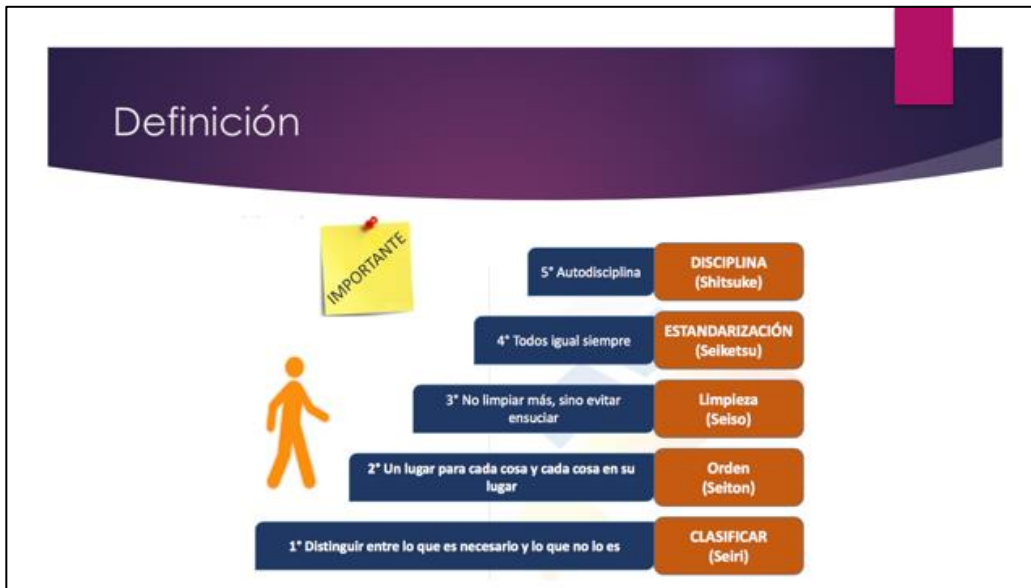 Definición
IMPORTANTE
5° Autodisciplina
DISCIPLINA
(Shitsuke)
4° Todos igual siempre
ESTANDARIZACIÓN
(Seiketsu)
3° No limpiar más, sino evitar
ensuciar
Limpieza
(Seiso)
2° Un lugar para cada cosa y cada cosa en su
lugar
Orden
(Seiton)
1° Distinguir entre lo que es necesario y lo que no lo es
CLASIFICAR
(Seiri)